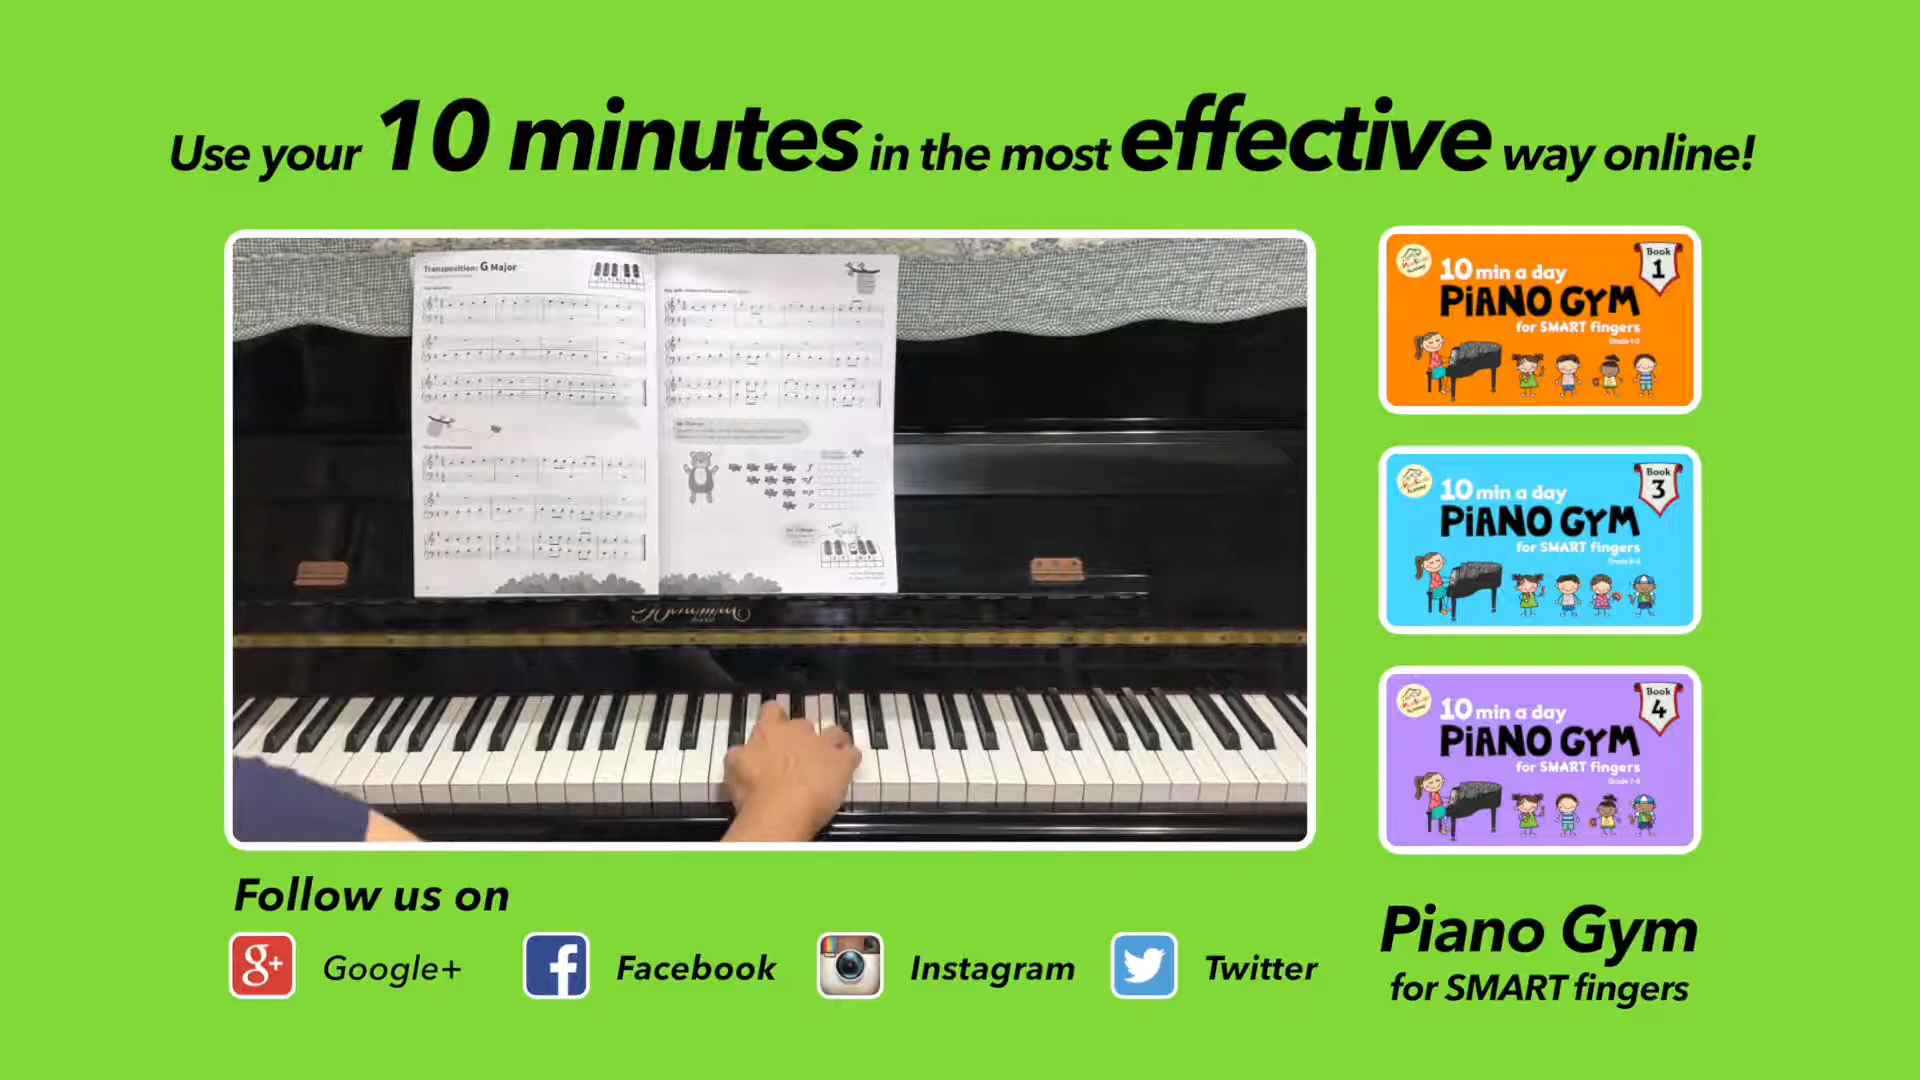 Use your 10 minutes in the most effective way online!
Transposition: G Major
f
mf
mp
p
10 min a day
PiANO GYM
for SMART fingers
Book
1
10 min a day
PiANO GYM
for SMART fingers
Book
3
10 min a day
PiANO GYM
for SMART fingers
Book
4
Follow us on
g+ Google+
f Facebook
Instagram
Twitter
Piano Gym
for SMART fingers